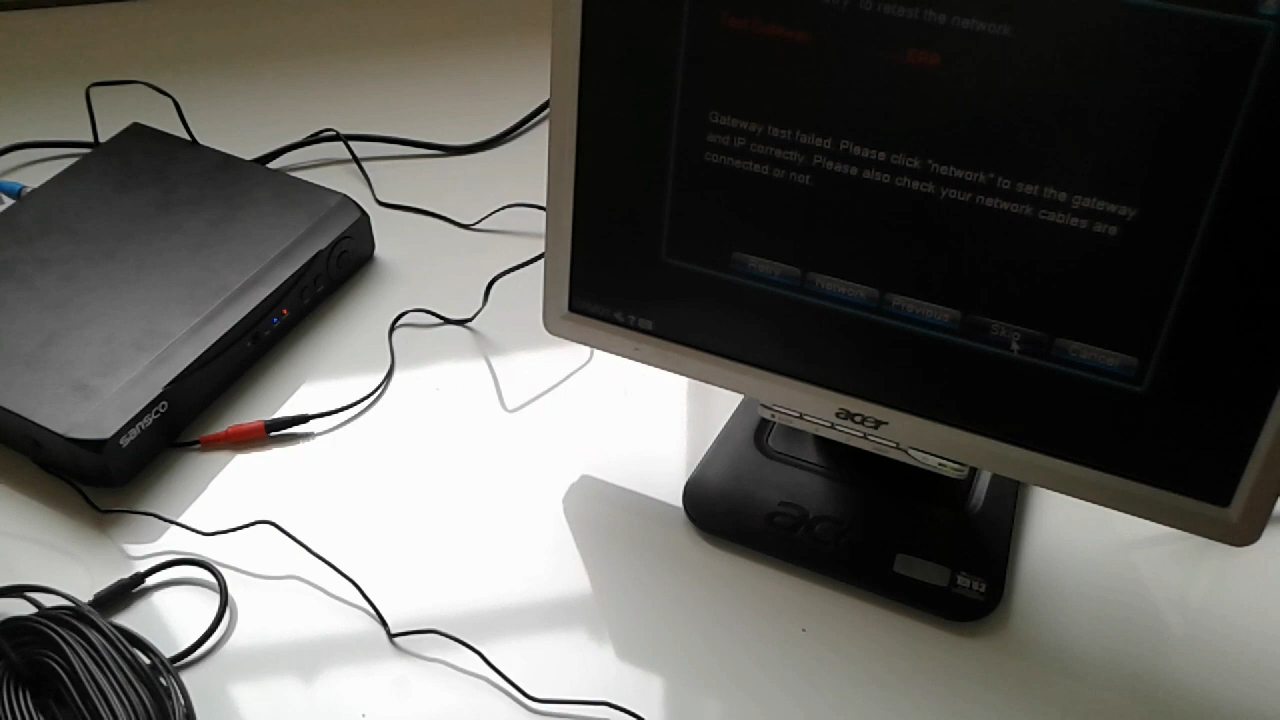 to retest the network
ERR
Gateway test failed. Please click "network" to set the gateway
and IP correctly. Please also check your network cables are
connected or not.
Retry Network Previous Skip Cancel
sansco
acer
acer